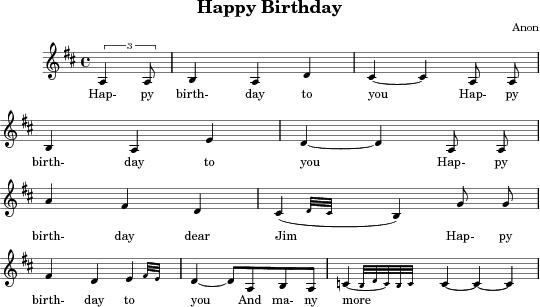 Happy Birthday
Anon
3
Hap- py birth- day to you Hap- py
birth- day to you Hap- py
birth- day dear Jim Hap- py
birth- day to you And ma- ny more